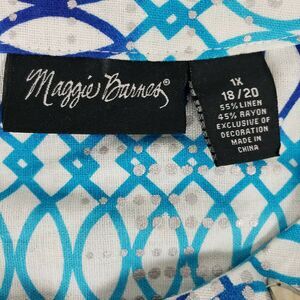 Maggie Barnes®
1X
18/20
55% LINEN
45% RAYON
EXCLUSIVE OF
DECORATION
MADE IN
CHINA